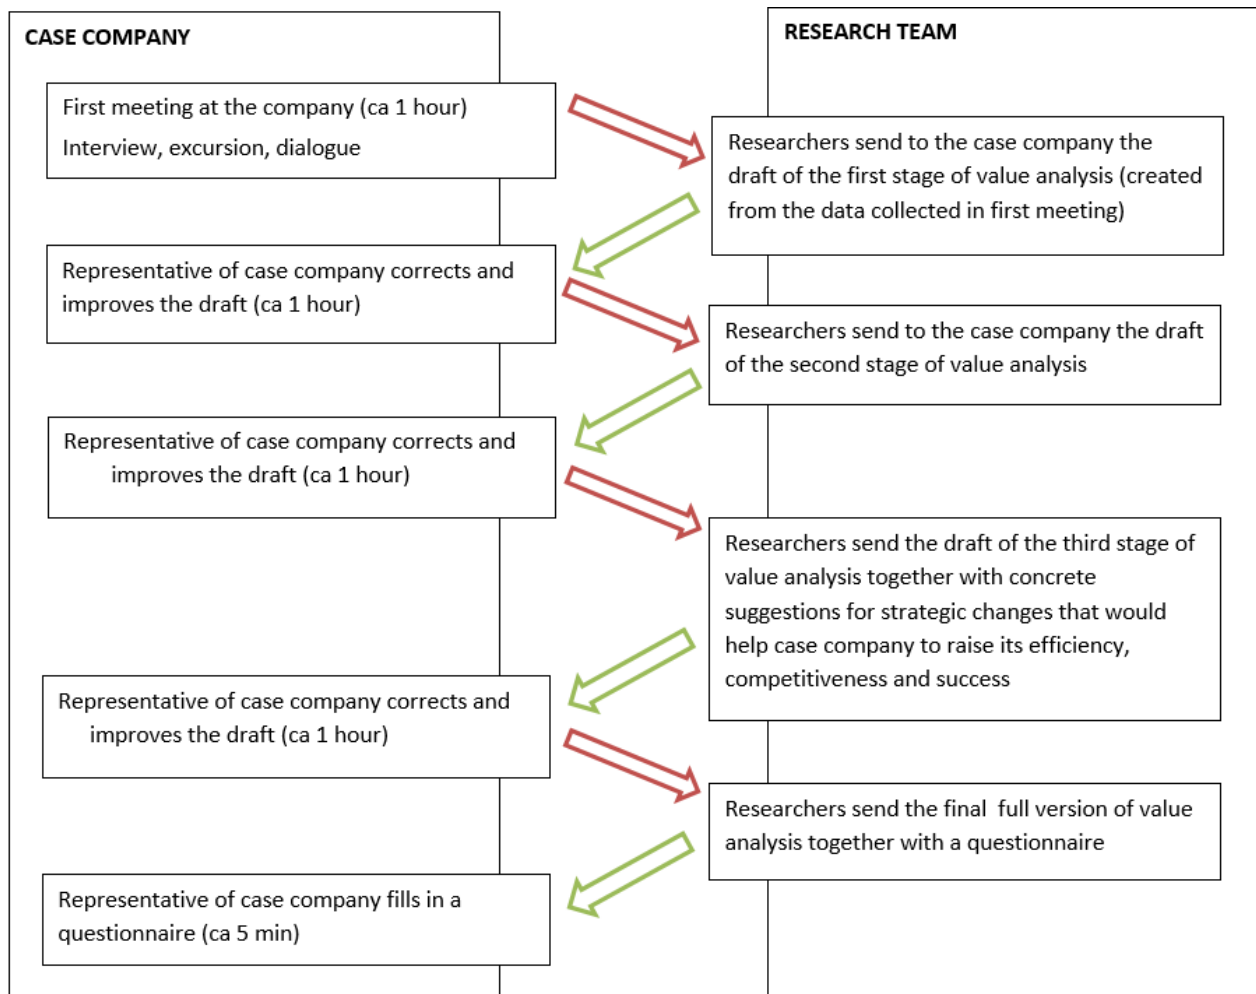 CASE COMPANY
RESEARCH TEAM
First meeting at the company (ca 1 hour)
Interview, excursion, dialogue
Researchers send to the case company the
draft of the first stage of value analysis (created
from the data collected in first meeting)
Representative of case company corrects and
improves the draft (ca 1 hour)
Researchers send to the case company the draft
of the second stage of value analysis
Representative of case company corrects and
improves the draft (ca 1 hour)
Researchers send the draft of the third stage of
value analysis together with concrete
suggestions for strategic changes that would
help case company to raise its efficiency,
competitiveness and success
Representative of case company corrects and
improves the draft (ca 1 hour)
Researchers send the final  full version of value
analysis together with a questionnaire
Representative of case company fills in a
questionnaire (ca 5 min)